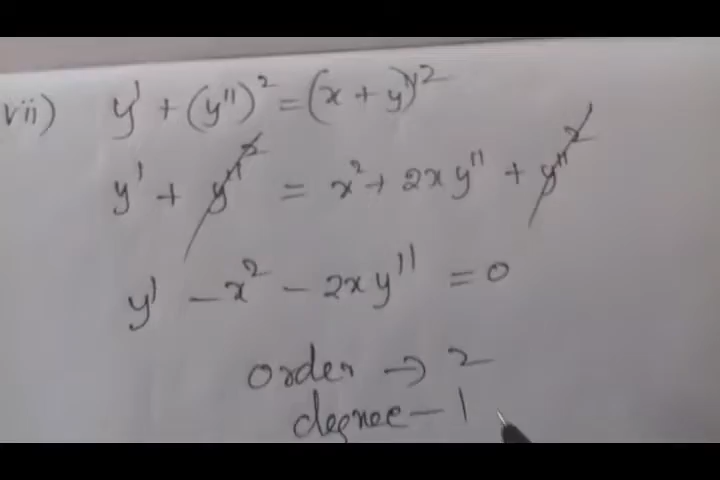 vii) y' + (y'')² = (x + y'')²
y' + y''² = x² + 2xy'' + y''²
y' - x² - 2xy'' = 0
order → 2
degree - 1